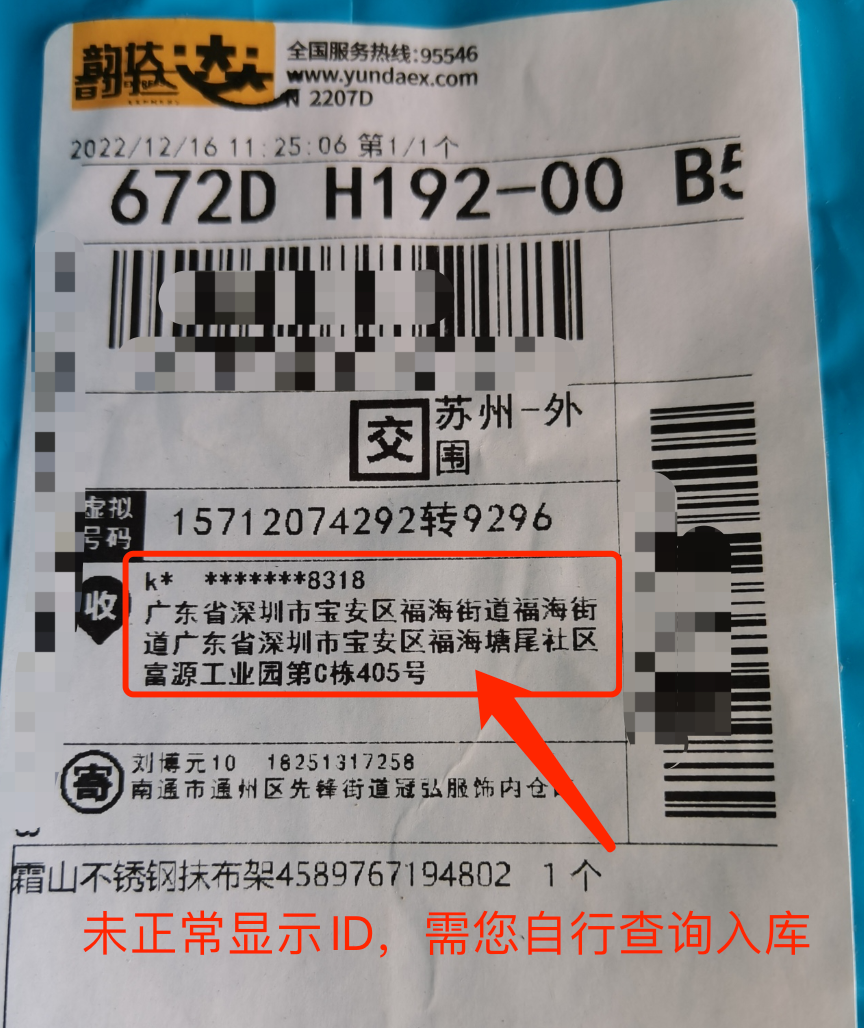 韵达
全国服务热线:95546
www.yundaex.com
2207D
2022/12/16 11:25:06 第1/1个
672D H192-00 B5
交
苏州-外
围
虚拟
号码
15712074292转9296
收
k* *******8318
广东省深圳市宝安区福海街道福海街
道广东省深圳市宝安区福海塘尾社区
富源工业园第C栋405号
寄
刘博元10 18251317258
南通市通州区先锋街道冠弘服饰内仓
霜山不锈钢抹布架4589767194802 1个
未正常显示ID，需您自行查询入库